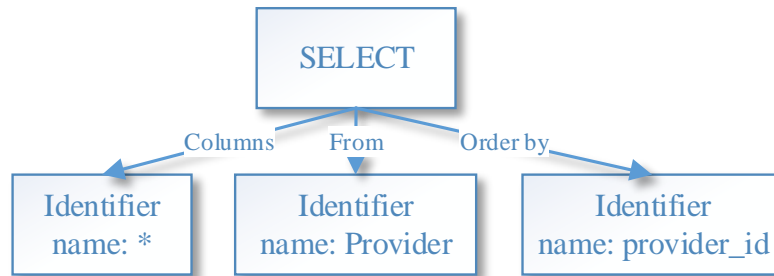 SELECT
Columns
From
Order by
Identifier
name: *
Identifier
name: Provider
Identifier
name: provider_id